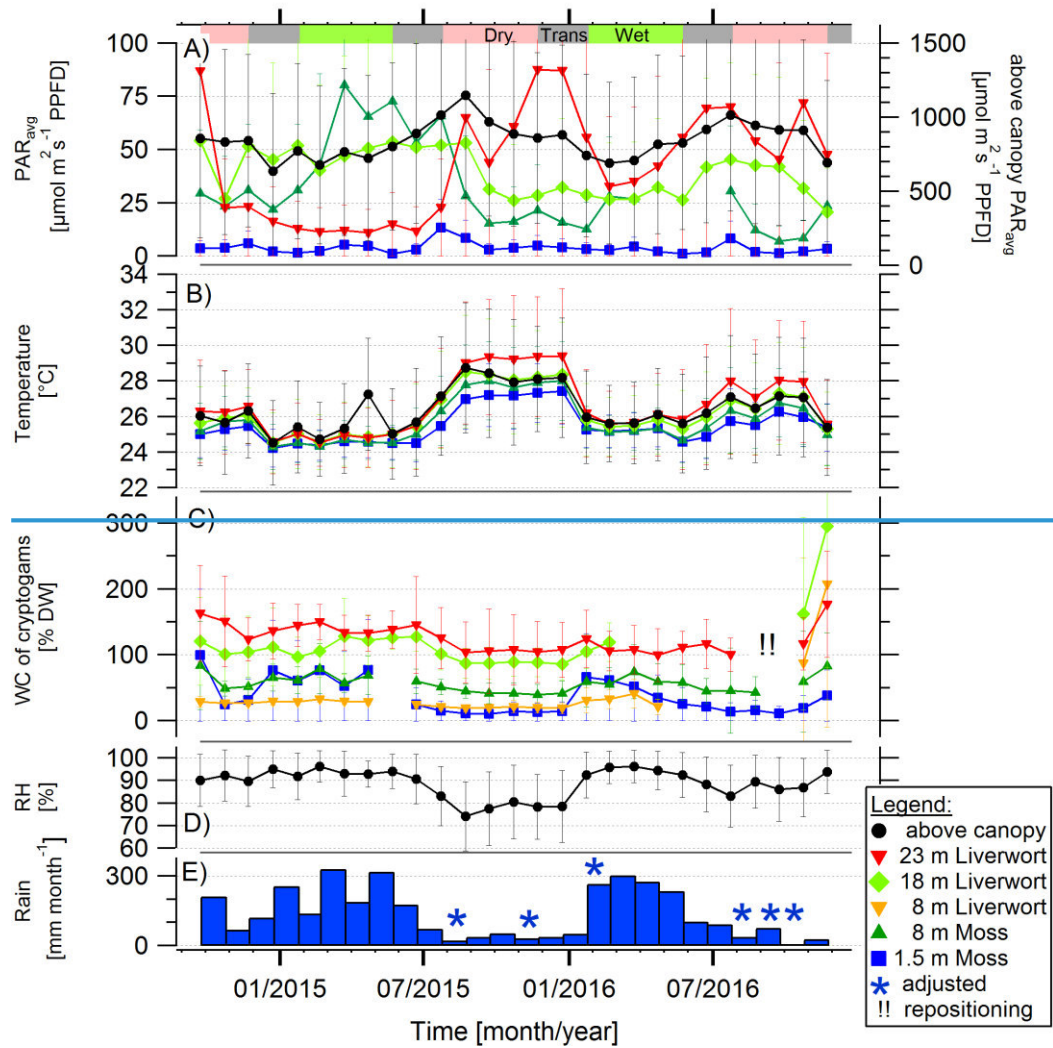 Dry Trans Wet
A)
100
75
50
25
0
PARavg
[µmol m⁻² s⁻¹ PPFD]
1500
1000
500
0
above canopy PARavg
[µmol m⁻² s⁻¹ PPFD]
B)
34
32
30
28
26
24
22
Temperature
[°C]
C)
300
200
100
0
WC of cryptogams
[% DW]
!!
100
90
80
70
60
RH
[%]
D)
E)
300
0
Rain
[mm month⁻¹]
* * * * * *
01/2015 07/2015 01/2016 07/2016
Time [month/year]
Legend:
above canopy
23 m Liverwort
18 m Liverwort
8 m Liverwort
8 m Moss
1.5 m Moss
* adjusted
!! repositioning